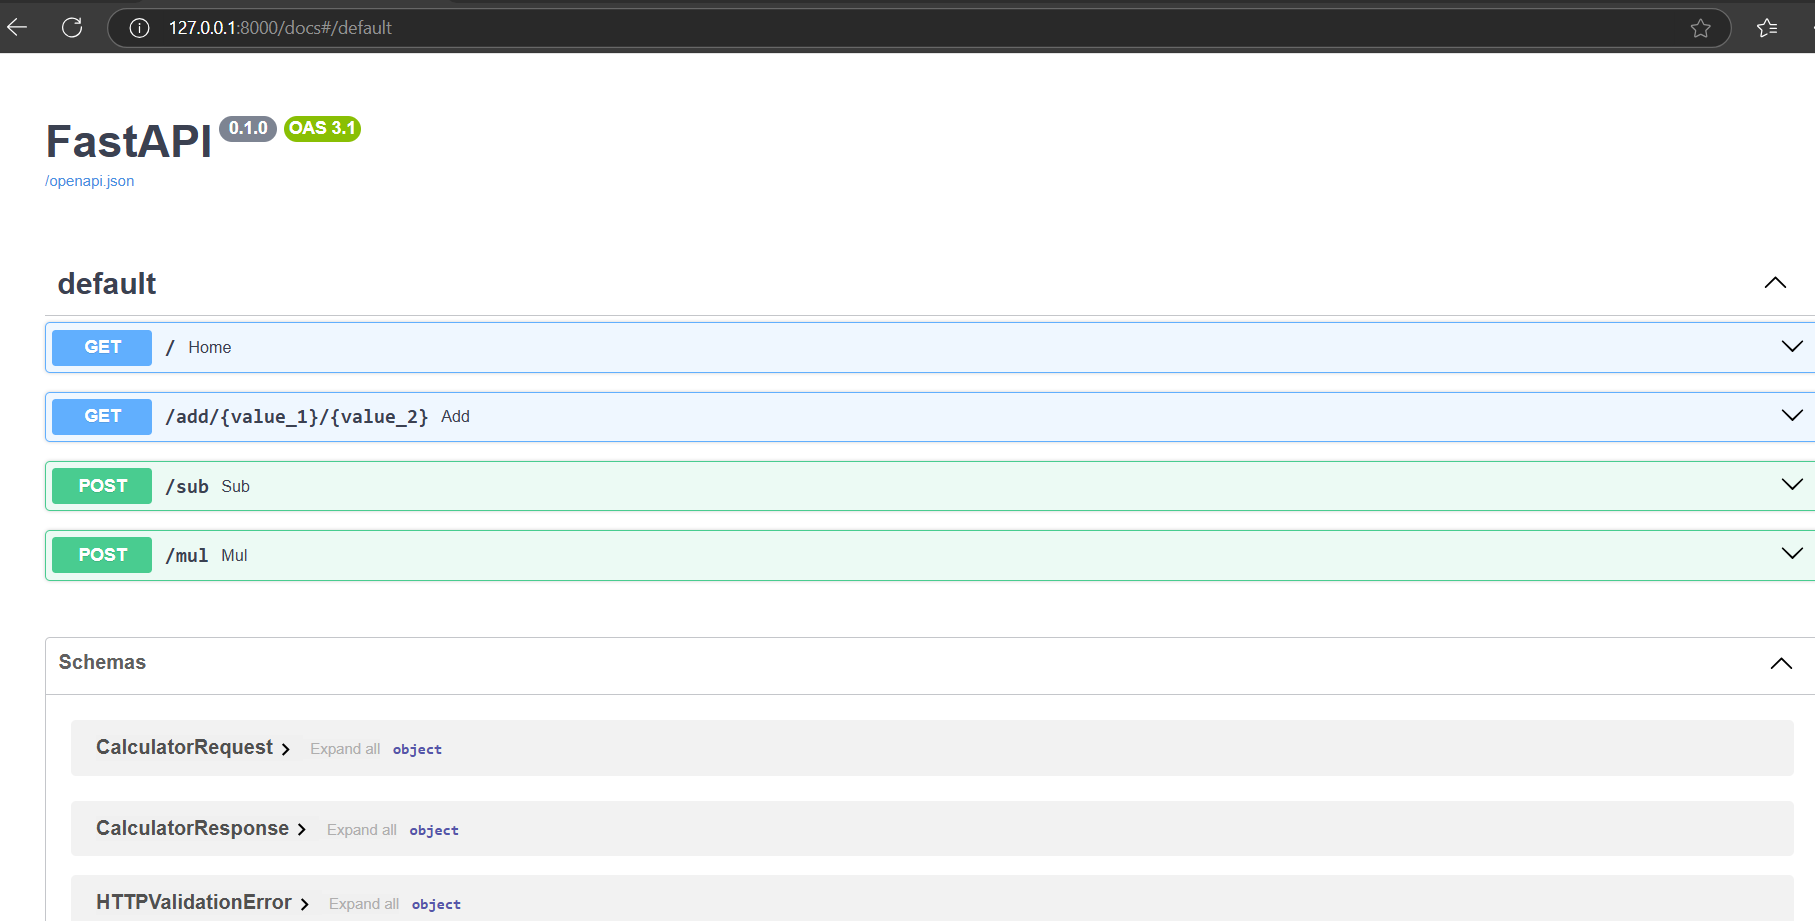 127.0.0.1:8000/docs#/default
FastAPI 0.1.0 OAS 3.1
/openapi.json
default
GET / Home
GET /add/{value_1}/{value_2} Add
POST /sub Sub
POST /mul Mul
Schemas
CalculatorRequest Expand all object
CalculatorResponse Expand all object
HTTPValidationError Expand all object